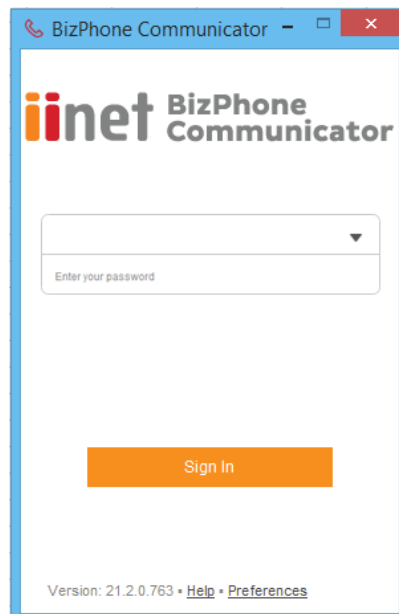 BizPhone Communicator
iinet BizPhone
Communicator
Enter your password
Sign In
Version: 21.2.0.763 ▪ Help ▪ Preferences